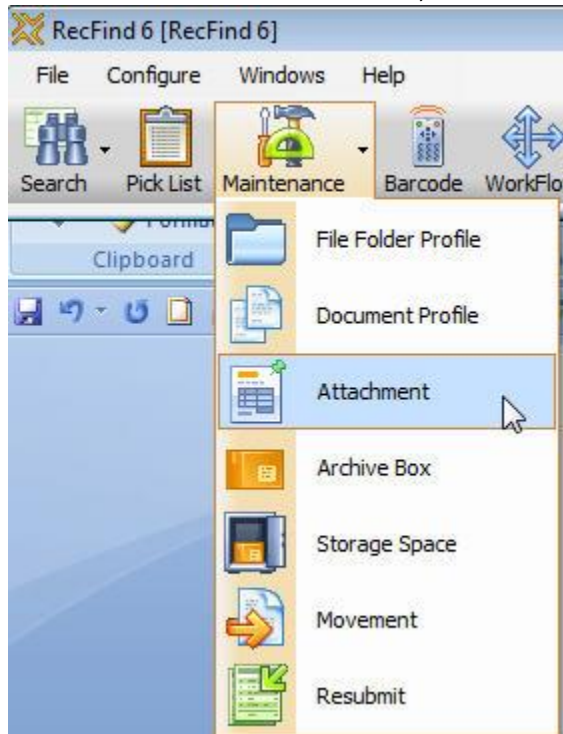 RecFind 6 [RecFind 6]
File Configure Windows Help
Search Pick List Maintenance Barcode
Clipboard
File Folder Profile
Document Profile
Attachment
Archive Box
Storage Space
Movement
Resubmit